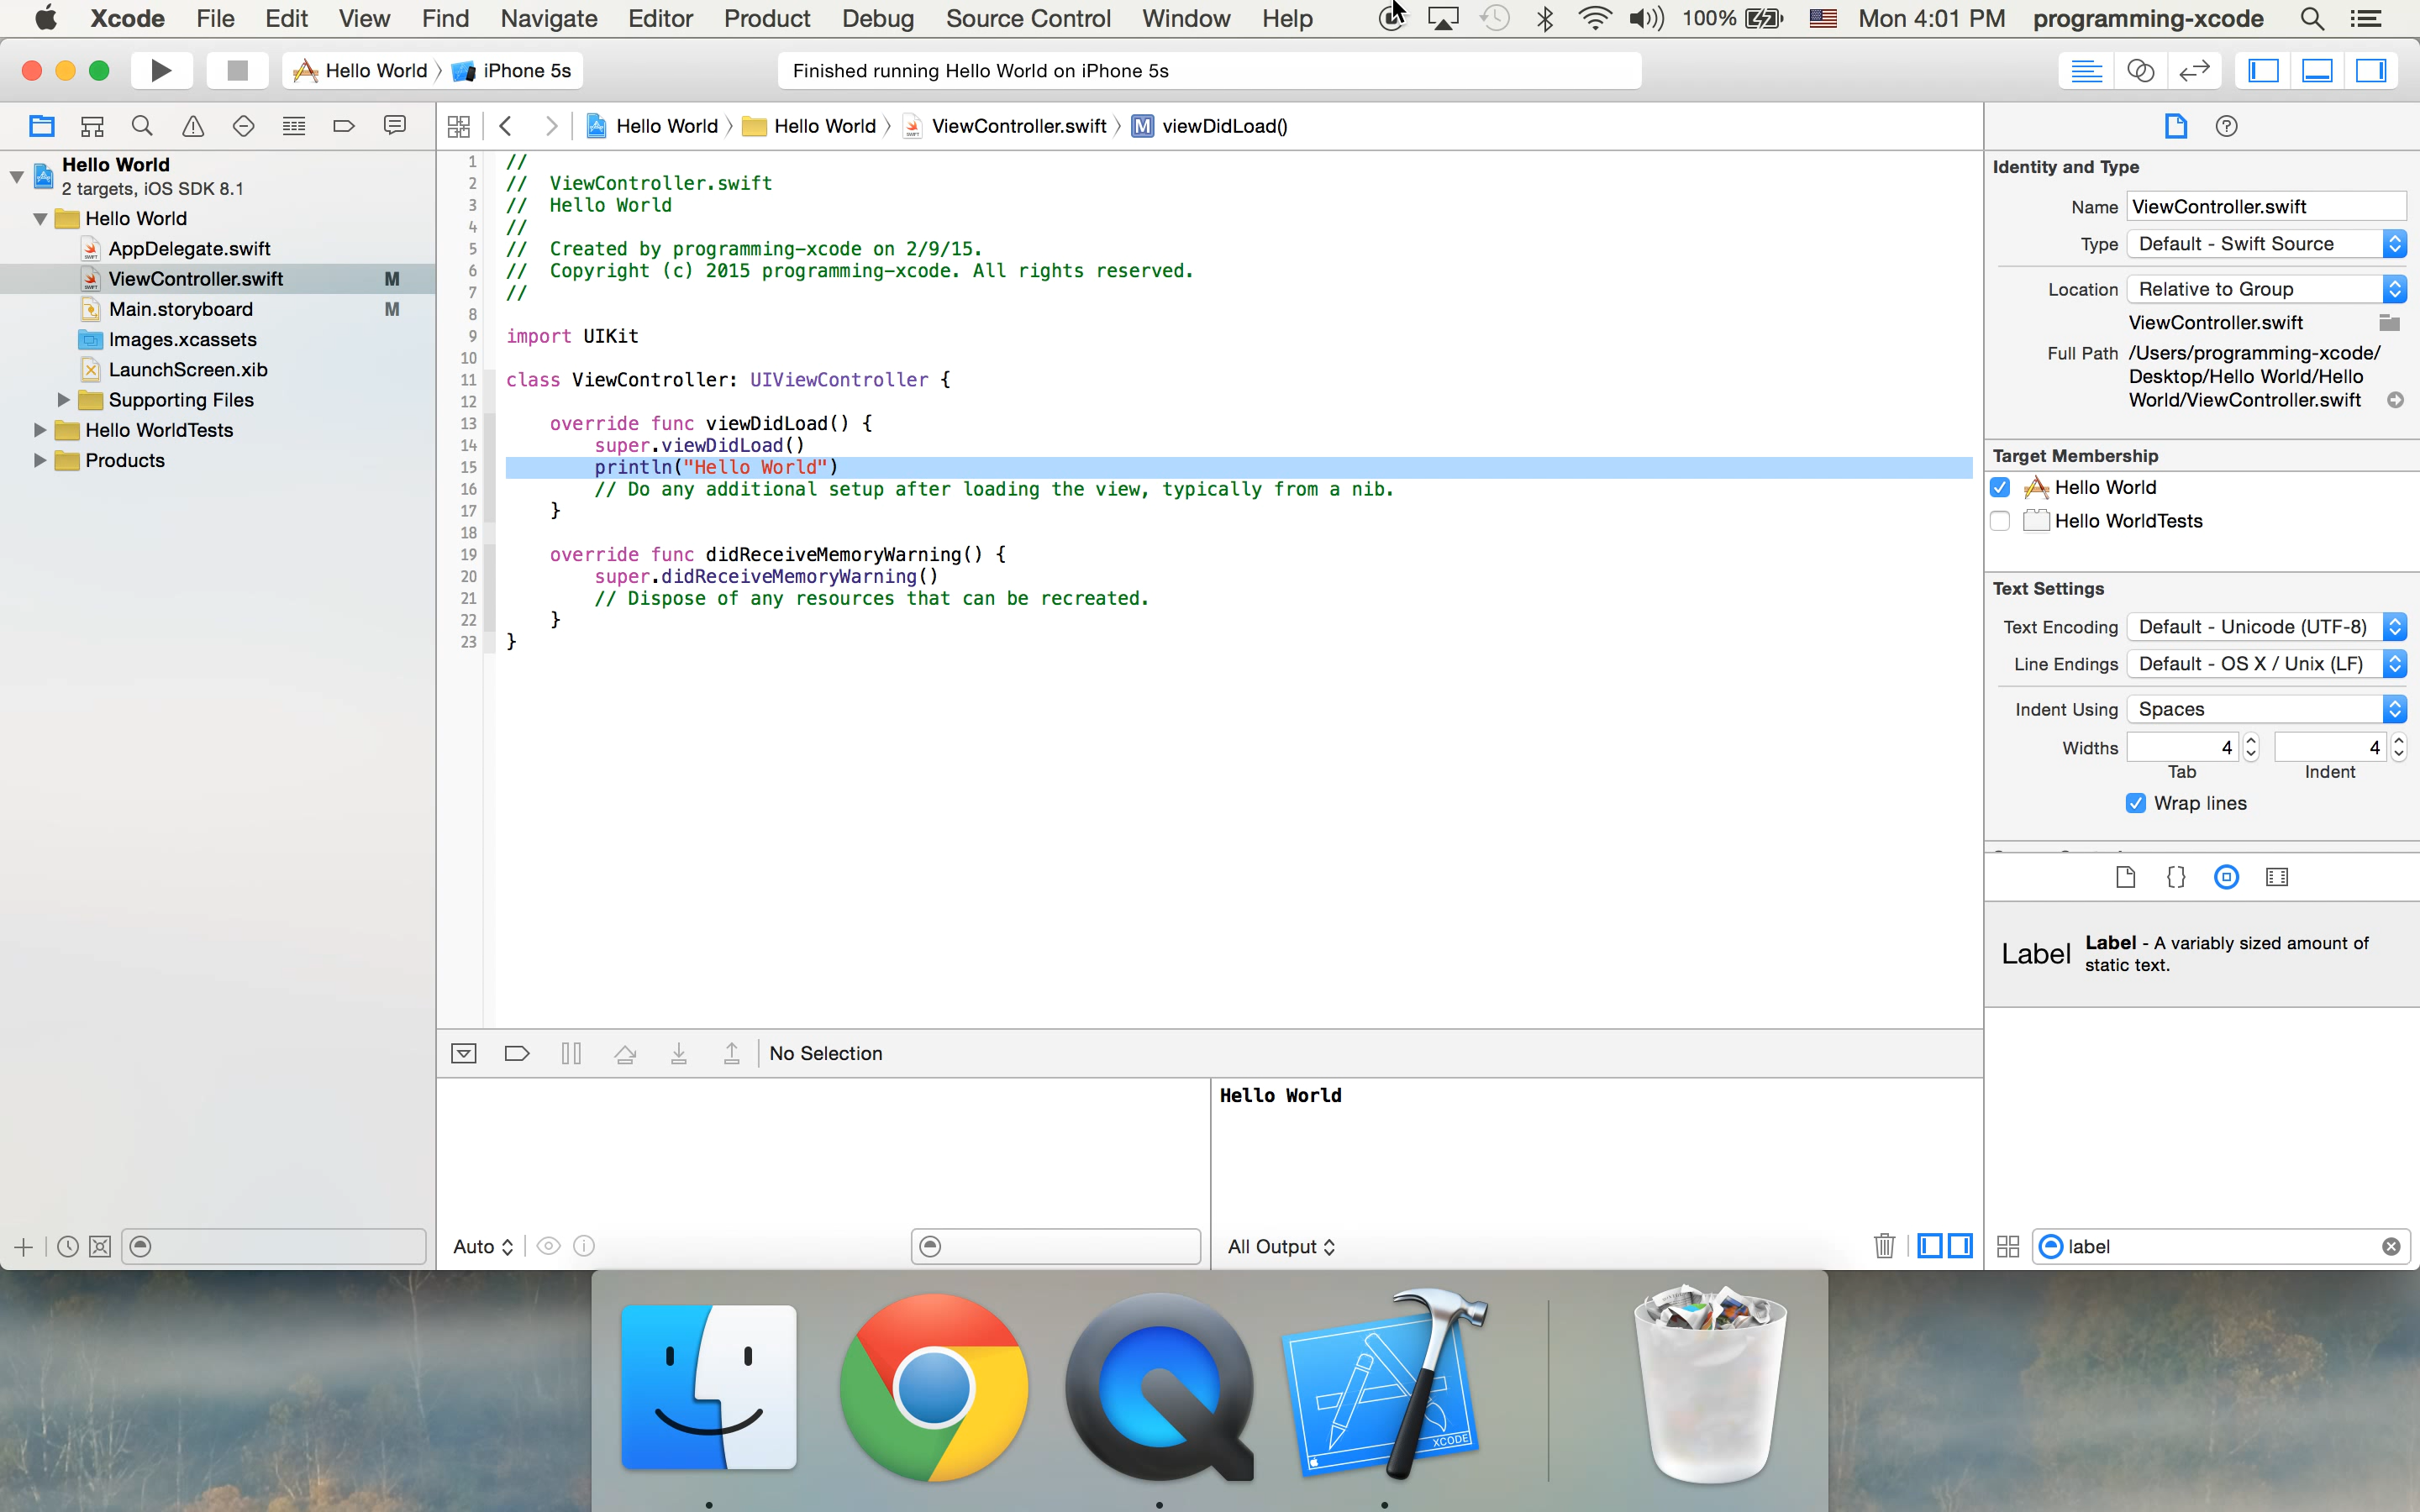 Xcode File Edit View Find Navigate Editor Product Debug Source Control Window Help 100% Mon 4:01 PM programming-xcode
Hello World iPhone 5s
Finished running Hello World on iPhone 5s
Hello World Hello World ViewController.swift M viewDidLoad()
Hello World
2 targets, iOS SDK 8.1
Hello World
AppDelegate.swift
ViewController.swift M
Main.storyboard M
Images.xcassets
LaunchScreen.xib
Supporting Files
Hello WorldTests
Products
1 //
2 // ViewController.swift
3 // Hello World
4 //
5 // Created by programming-xcode on 2/9/15.
6 // Copyright (c) 2015 programming-xcode. All rights reserved.
7 //
8
9 import UIKit
10
11 class ViewController: UIViewController {
12
13 override func viewDidLoad() {
14 super.viewDidLoad()
15 println("Hello World")
16 // Do any additional setup after loading the view, typically from a nib.
17 }
18
19 override func didReceiveMemoryWarning() {
20 super.didReceiveMemoryWarning()
21 // Dispose of any resources that can be recreated.
22 }
23 }
No Selection
Hello World
Auto
All Output
Identity and Type
Name ViewController.swift
Type Default - Swift Source
Location Relative to Group
ViewController.swift
Full Path /Users/programming-xcode/
Desktop/Hello World/Hello
World/ViewController.swift
Target Membership
Hello World
Hello WorldTests
Text Settings
Text Encoding Default - Unicode (UTF-8)
Line Endings Default - OS X / Unix (LF)
Indent Using Spaces
Widths 4 4
Tab Indent
Wrap lines
Label Label - A variably sized amount of
static text.
label
XCODE